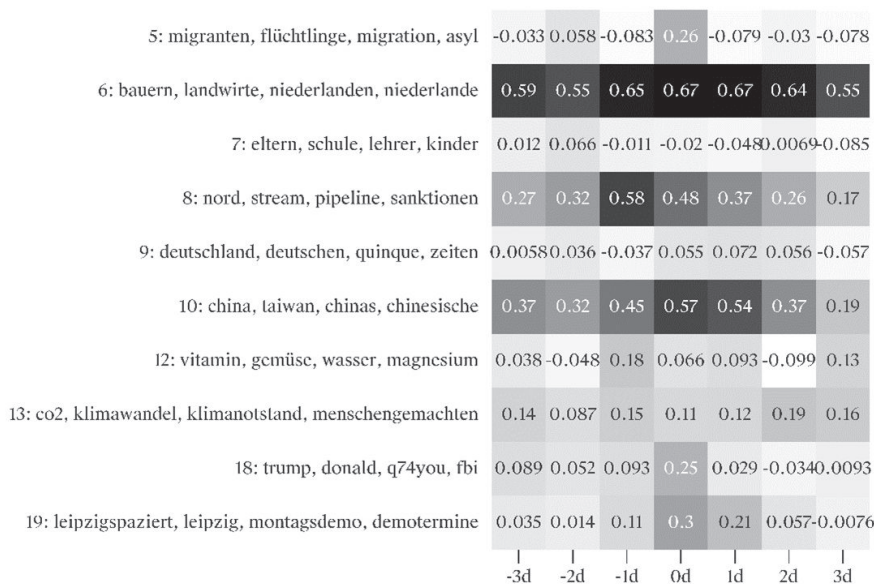 5: migranten, flüchtlinge, migration, asyl -0.033 0.058 -0.083 0.26 -0.079 -0.03 -0.078
6: bauern, landwirte, niederlanden, niederlande 0.59 0.55 0.65 0.67 0.67 0.64 0.55
7: eltern, schule, lehrer, kinder 0.012 0.066 -0.011 -0.02 -0.048 0.0069 -0.085
8: nord, stream, pipeline, sanktionen 0.27 0.32 0.58 0.48 0.37 0.26 0.17
9: deutschland, deutschen, quinque, zeiten 0.0058 0.036 -0.037 0.055 0.072 0.056 -0.057
10: china, taiwan, chinas, chinesische 0.37 0.32 0.45 0.57 0.54 0.37 0.19
12: vitamin, gemüse, wasser, magnesium 0.038 -0.048 0.18 0.066 0.093 -0.099 0.13
13: co2, klimawandel, klimanotstand, menschengemachten 0.14 0.087 0.15 0.11 0.12 0.19 0.16
18: trump, donald, q74you, fbi 0.089 0.052 0.093 0.25 0.029 -0.034 0.0093
19: leipzigspaziert, leipzig, montagsdemo, demotermine 0.035 0.014 0.11 0.3 0.21 0.057 -0.0076
-3d -2d -1d 0d 1d 2d 3d